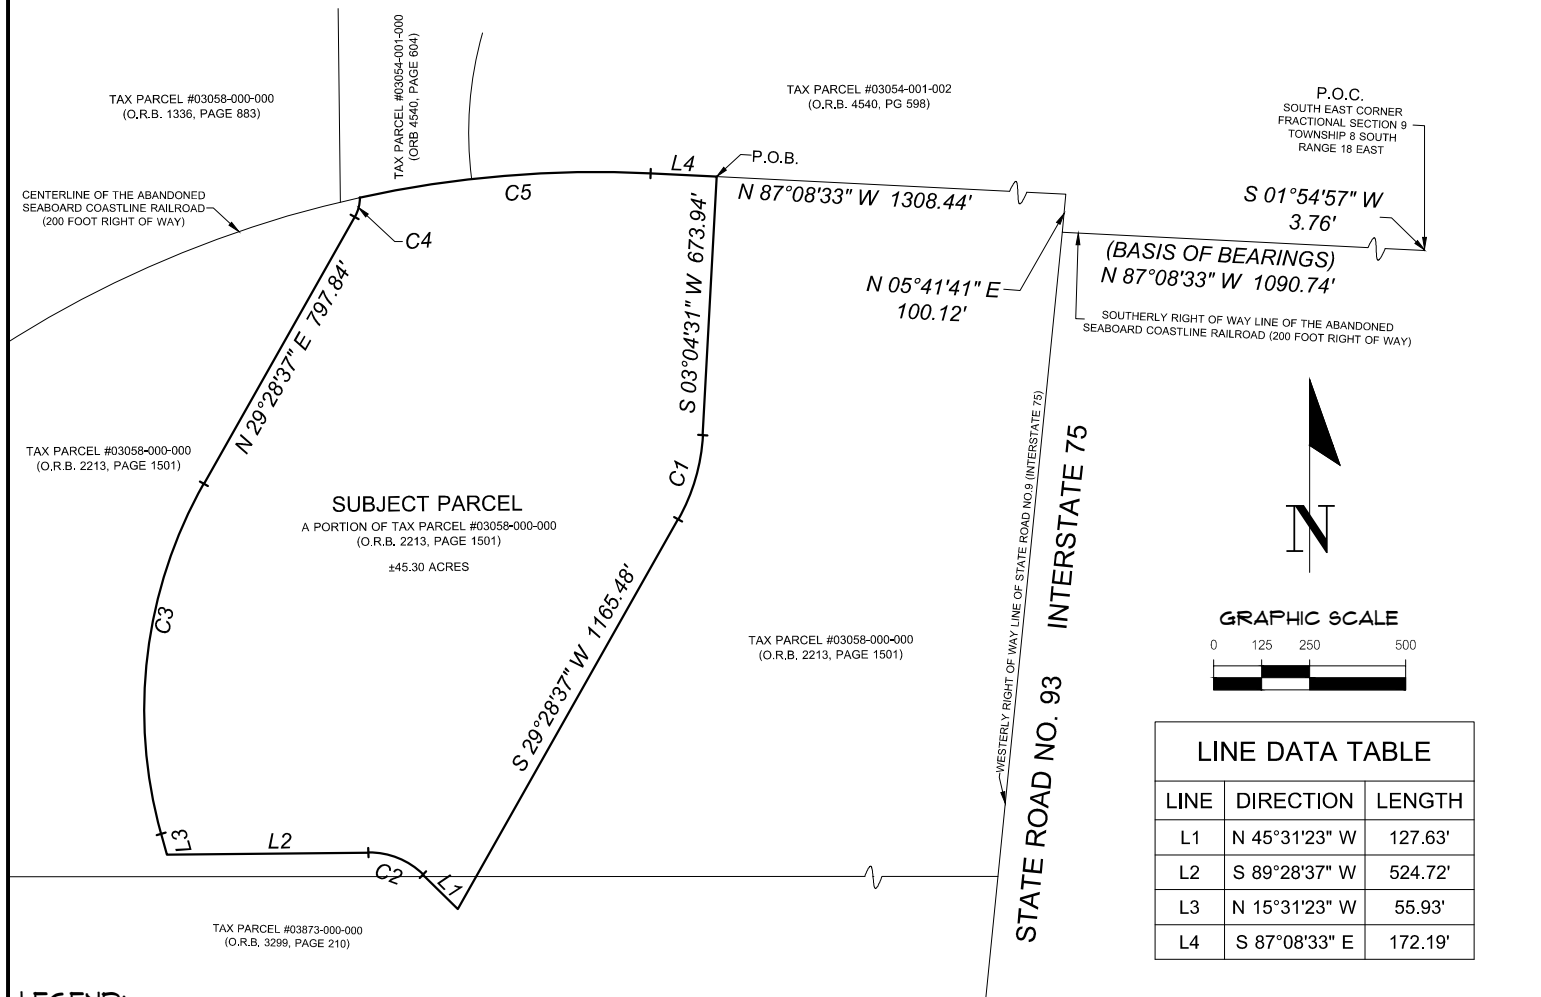 TAX PARCEL #03058-000-000
(O.R.B. 1336, PAGE 883)
TAX PARCEL #03054-001-000
(ORB 4540, PAGE 604)
TAX PARCEL #03054-001-002
(O.R.B. 4540, PG 598)
P.O.C.
SOUTH EAST CORNER
FRACTIONAL SECTION 9
TOWNSHIP 8 SOUTH
RANGE 18 EAST
CENTERLINE OF THE ABANDONED
SEABOARD COASTLINE RAILROAD
(200 FOOT RIGHT OF WAY)
C4
C5
L4
P.O.B.
N 87°08'33" W 1308.44'
S 01°54'57" W
3.76'
(BASIS OF BEARINGS)
N 87°08'33" W 1090.74'
N 05°41'41" E
100.12'
SOUTHERLY RIGHT OF WAY LINE OF THE ABANDONED
SEABOARD COASTLINE RAILROAD (200 FOOT RIGHT OF WAY)
N 29°28'37" E 797.84'
S 03°04'31" W 673.94'
TAX PARCEL #03058-000-000
(O.R.B. 2213, PAGE 1501)
SUBJECT PARCEL
A PORTION OF TAX PARCEL #03058-000-000
(O.R.B. 2213, PAGE 1501)
±45.30 ACRES
C1
C3
S 29°28'37" W 1165.48'
TAX PARCEL #03058-000-000
(O.R.B. 2213, PAGE 1501)
WESTERLY RIGHT OF WAY LINE OF STATE ROAD NO.9 (INTERSTATE 75)
STATE ROAD NO. 93 INTERSTATE 75
N
GRAPHIC SCALE
0 125 250 500
L3
L2
C2
L1
TAX PARCEL #03873-000-000
(O.R.B. 3299, PAGE 210)
LINE DATA TABLE
LINE DIRECTION LENGTH
L1 N 45°31'23" W 127.63'
L2 S 89°28'37" W 524.72'
L3 N 15°31'23" W 55.93'
L4 S 87°08'33" E 172.19'
LEGEND: